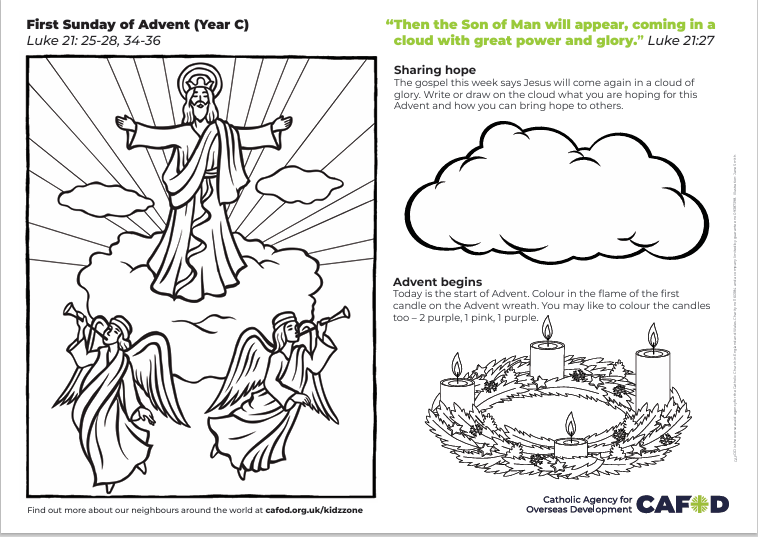 First Sunday of Advent (Year C)
Luke 21: 25-28, 34-36
“Then the Son of Man will appear, coming in a
cloud with great power and glory.” Luke 21:27
Sharing hope
The gospel this week says Jesus will come again in a cloud of
glory. Write or draw on the cloud what you are hoping for this
Advent and how you can bring hope to others.
Advent begins
Today is the start of Advent. Colour in the flame of the first
candle on the Advent wreath. You may like to colour the candles
too – 2 purple, 1 pink, 1 purple.
Find out more about our neighbours around the world at cafod.org.uk/kidzzone
Catholic Agency for
Overseas Development
CAFOD